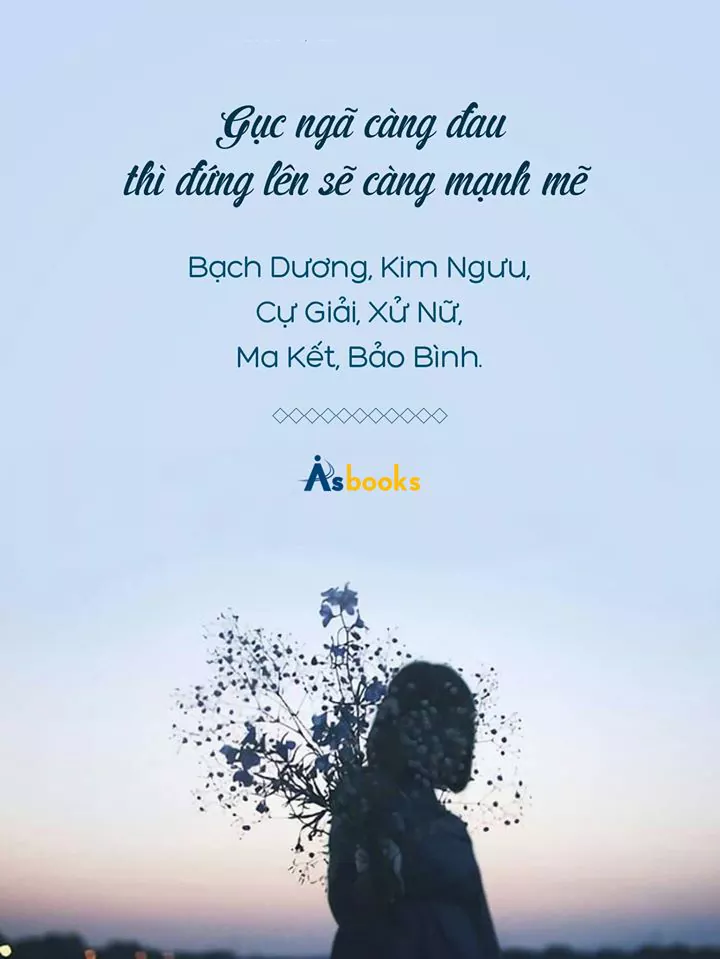 Gục ngã càng đau
thì đứng lên sẽ càng mạnh mẽ
Bạch Dương, Kim Ngưu,
Cự Giải, Xử Nữ,
Ma Kết, Bảo Bình.
Asbooks